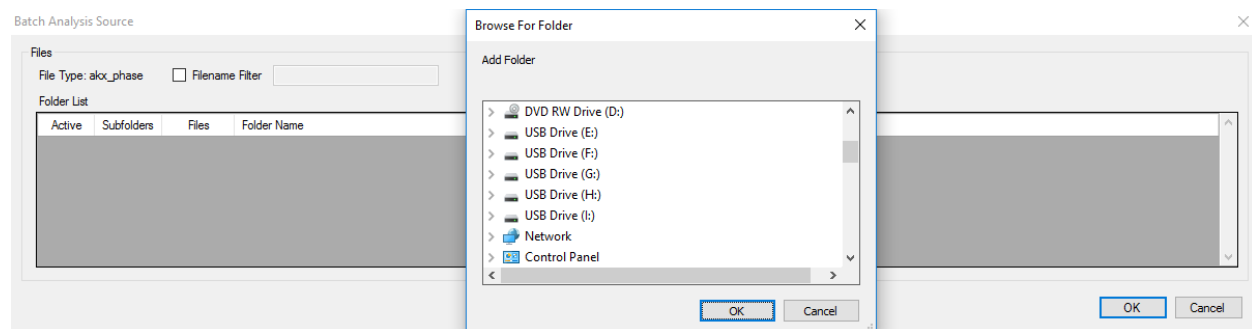 Batch Analysis Source
Files
File Type: akx_phase Filename Filter
Folder List
Active Subfolders Files Folder Name
Browse For Folder
Add Folder
DVD RW Drive (D:)
USB Drive (E:)
USB Drive (F:)
USB Drive (G:)
USB Drive (H:)
USB Drive (I:)
Network
Control Panel
OK Cancel
OK Cancel